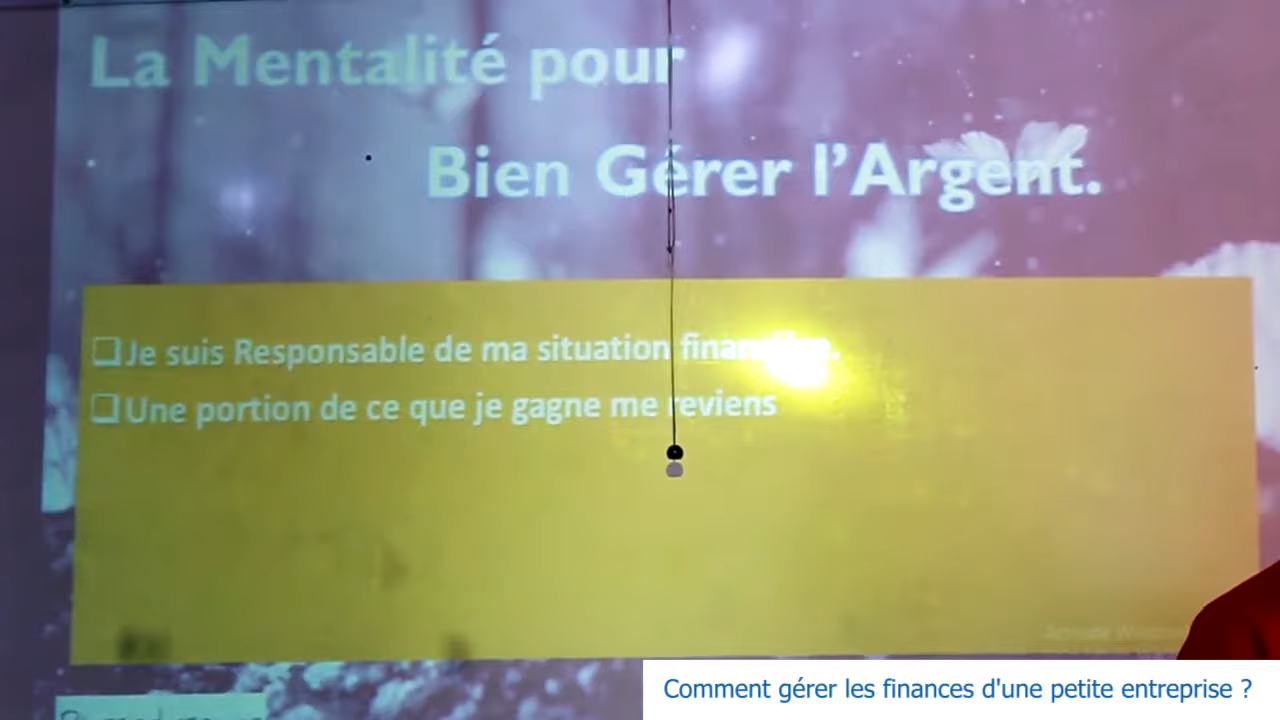 La Mentalité pour
Bien Gérer l'Argent.
❑Je suis Responsable de ma situation
❑Une portion de ce que je gagne me reviens
Comment gérer les finances d'une petite entreprise ?